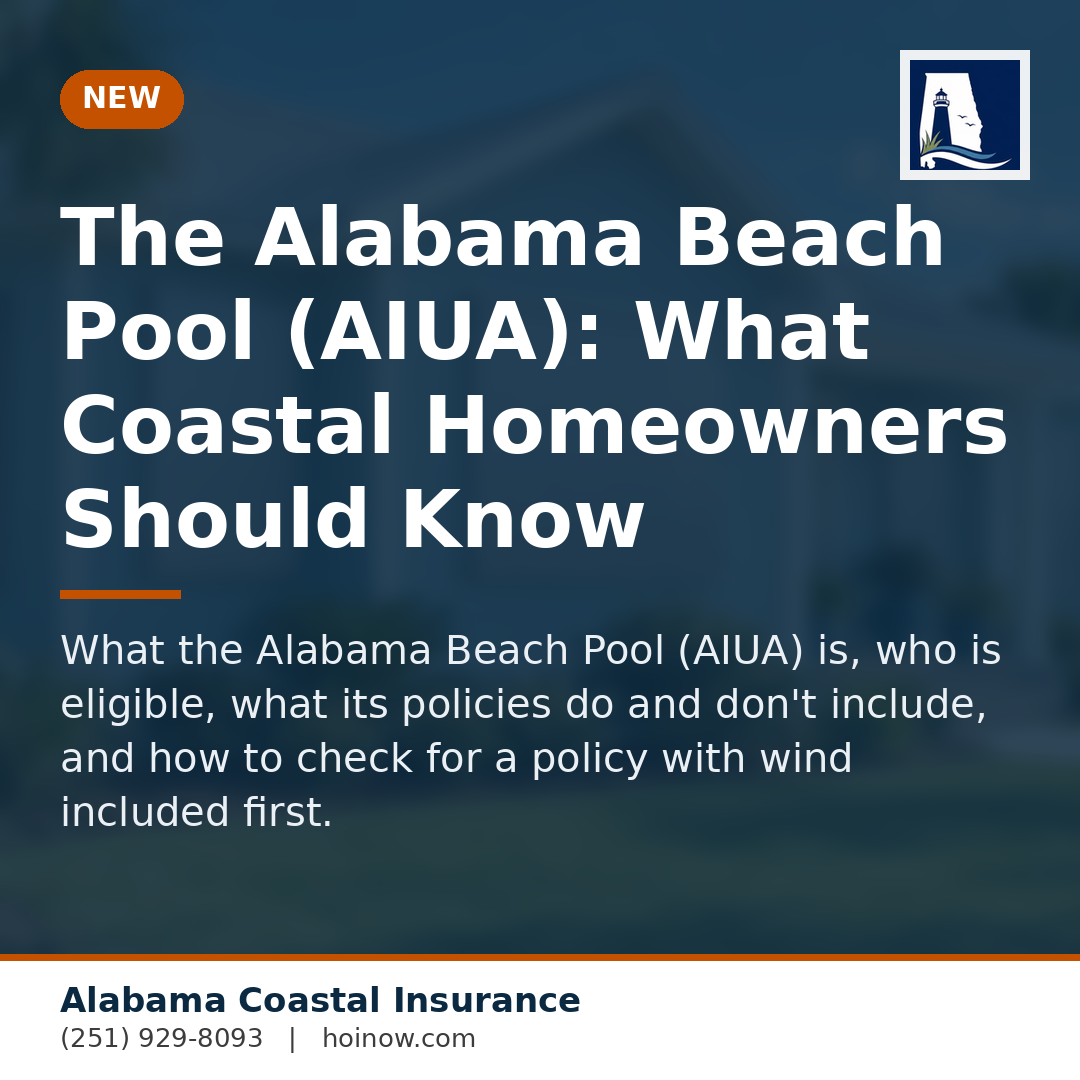 NEW
The Alabama Beach
Pool (AIUA): What
Coastal Homeowners
Should Know
What the Alabama Beach Pool (AIUA) is, who is
eligible, what its policies do and don't include,
and how to check for a policy with wind
included first.
Alabama Coastal Insurance
(251) 929-8093 | hoinow.com